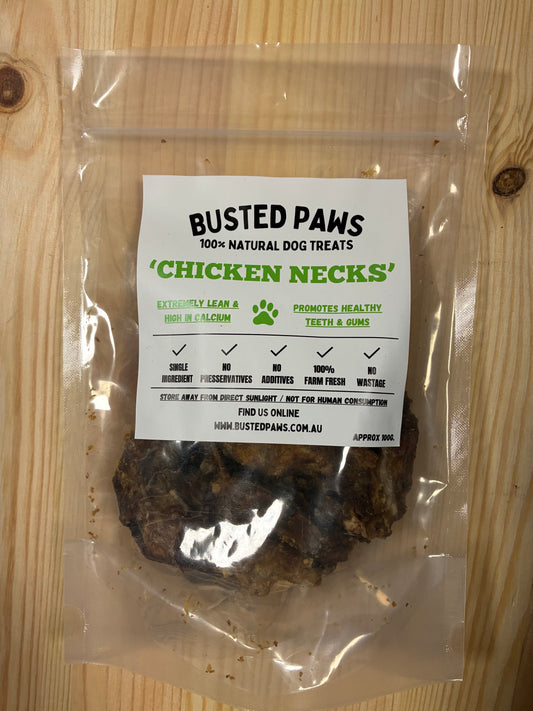 BUSTED PAWS
100% NATURAL DOG TREATS
'CHICKEN NECKS'
EXTREMELY LEAN &
HIGH IN CALCIUM
PROMOTES HEALTHY
TEETH & GUMS
SINGLE
INGREDIENT
NO
PRESSERVATIVES
NO
ADDITIVES
100%
FARM FRESH
NO
WASTAGE
STORE AWAY FROM DIRECT SUNLIGHT / NOT FOR HUMAN CONSUMPTION
FIND US ONLINE
WWW.BUSTEDPAWS.COM.AU
APPROX 100G.